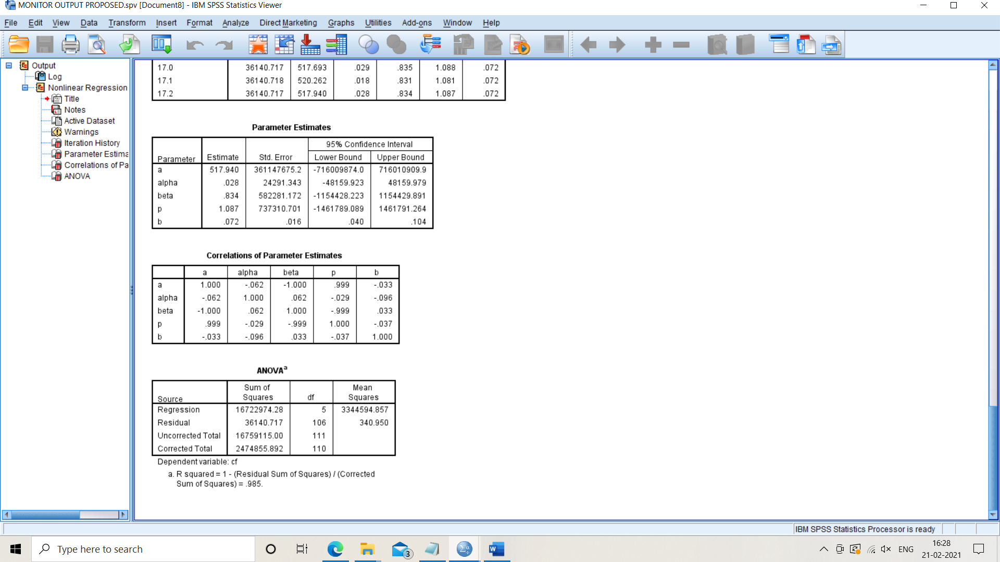 MONITOR OUTPUT PROPOSED.spv [Document8] - IBM SPSS Statistics Viewer
File Edit View Data Transform Insert Format Analyze Direct Marketing Graphs Utilities Add-ons Window Help
Output
Log
Nonlinear Regression
Title
Notes
Active Dataset
Warnings
Iteration History
Parameter Estima
Correlations of Pa
ANOVA
17.0 36140.717 517.693 .029 .835 1.088 .072
17.1 36140.718 520.262 .018 .831 1.081 .072
17.2 36140.717 517.940 .028 .834 1.087 .072
Parameter Estimates
95% Confidence Interval
Parameter Estimate Std. Error Lower Bound Upper Bound
a 517.940 361147675.2 -716009874.0 716010909.9
alpha .028 24291.343 -48159.923 48159.979
beta .834 582281.172 -1154428.223 1154429.891
p 1.087 737310.701 -1461789.089 1461791.264
b .072 .016 .040 .104
Correlations of Parameter Estimates
a alpha beta p b
a 1.000 -.062 -1.000 .999 -.033
alpha -.062 1.000 .062 -.029 -.096
beta -1.000 .062 1.000 -.999 .033
p .999 -.029 -.999 1.000 -.037
b -.033 -.096 .033 -.037 1.000
ANOVAa
Source Sum of Squares df Mean Squares
Regression 16722974.28 5 3344594.857
Residual 36140.717 106 340.950
Uncorrected Total 16759115.00 111
Corrected Total 2474855.892 110
Dependent variable: cf
a. R squared = 1 - (Residual Sum of Squares) / (Corrected
Sum of Squares) = .985.
IBM SPSS Statistics Processor is ready
Type here to search
3
W
ENG
16:28
21-02-2021